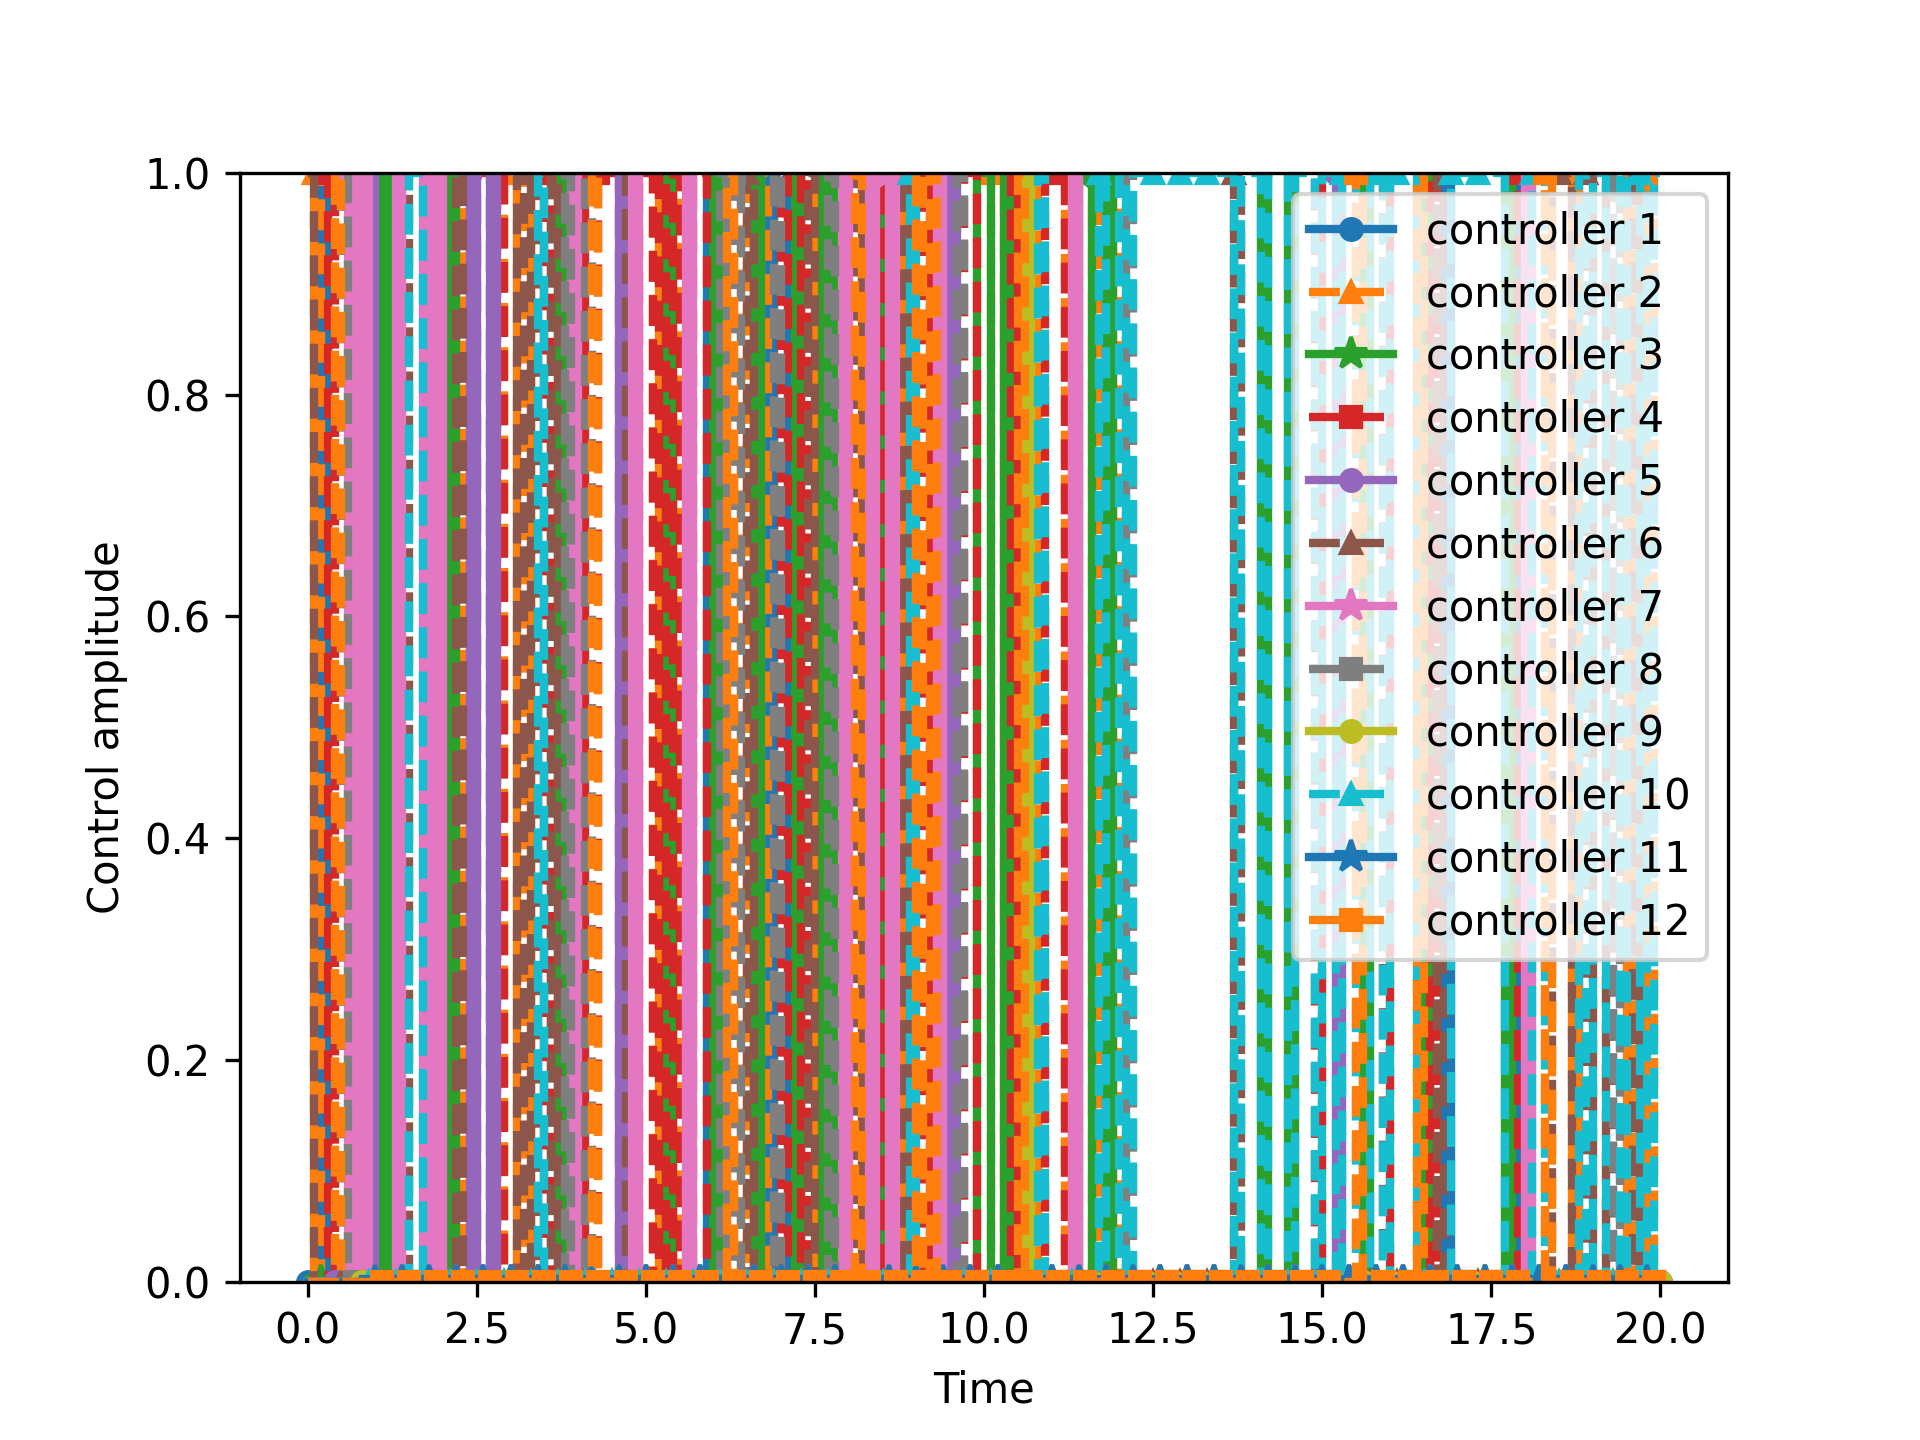 1.0
0.8
0.6
0.4
0.2
0.0
Control amplitude
0.0 2.5 5.0 7.5 10.0 12.5 15.0 17.5 20.0
Time
controller 1
controller 2
controller 3
controller 4
controller 5
controller 6
controller 7
controller 8
controller 9
controller 10
controller 11
controller 12